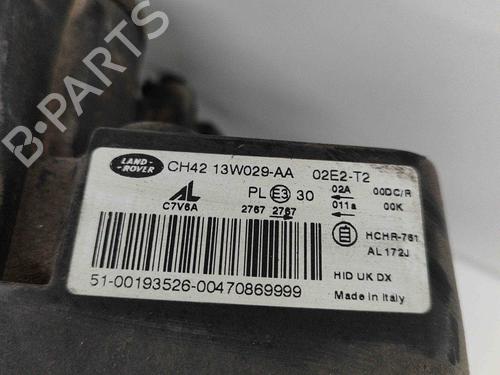 B-PARTS
LAND-
ROVER
CH42 13W029-AA 02E2-T2
AL
C7V6A
PL E3 30
02A 00DC/R
2767 2767
011a 00K
HCHR-761
AL 172J
HID UK DX
51-00193526-00470869999
Made in Italy